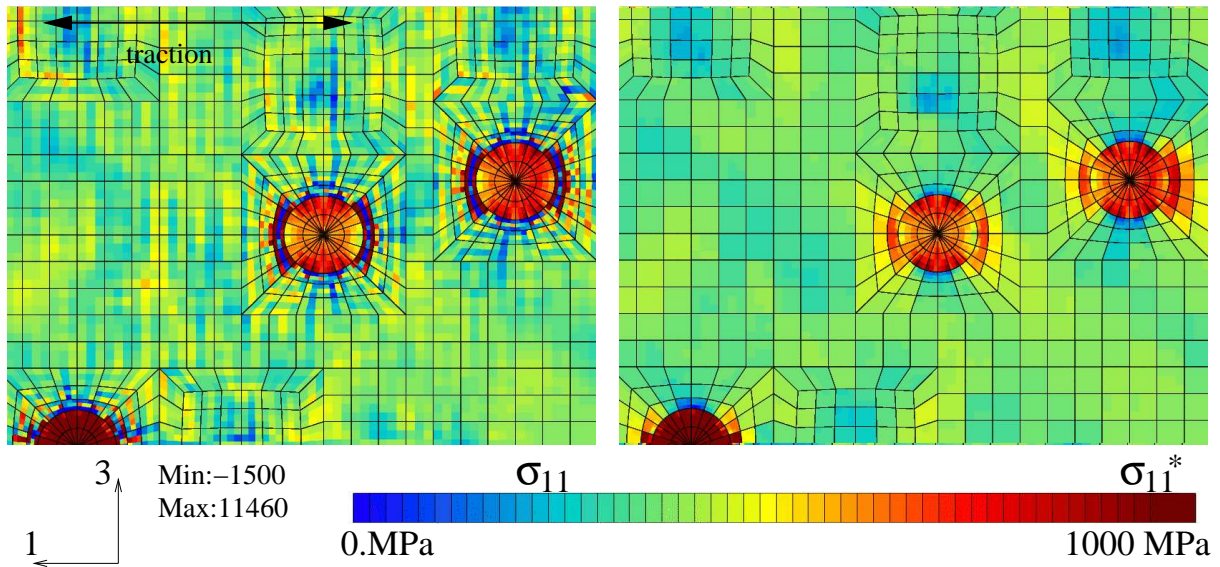 traction
σ11 σ11*
3 Min:−1500
Max:11460
1 0.MPa 1000 MPa